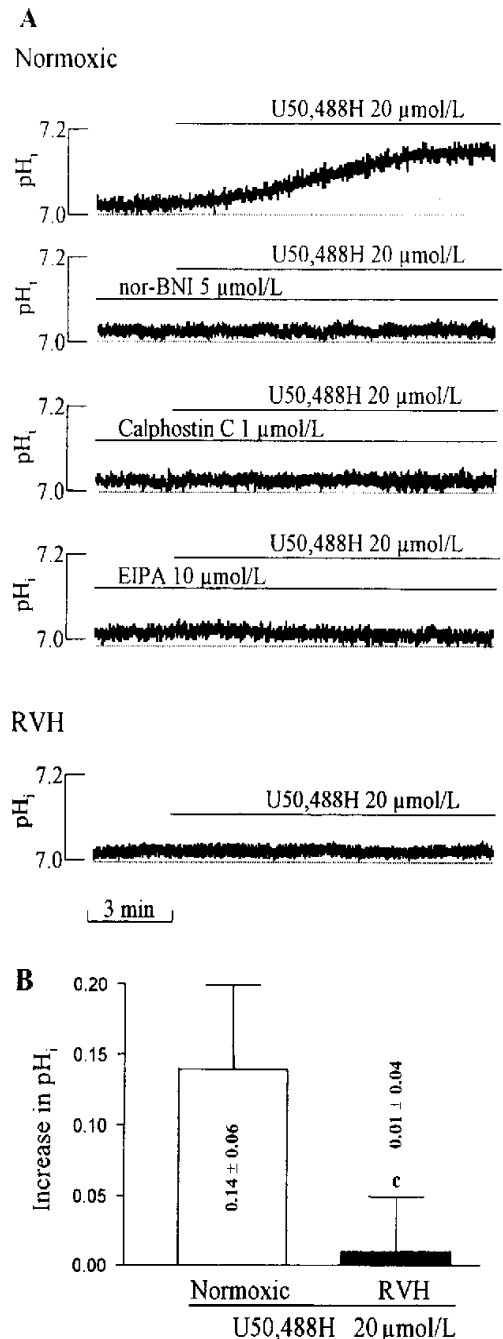 A
Normoxic
U50,488H 20 µmol/L
7.2
pHi
7.0
U50,488H 20 µmol/L
7.2
nor-BNI 5 µmol/L
pHi
7.0
U50,488H 20 µmol/L
7.2
Calphostin C 1 µmol/L
pHi
7.0
U50,488H 20 µmol/L
7.2
EIPA 10 µmol/L
pHi
7.0
RVH
7.2
U50,488H 20 µmol/L
pHi
7.0
3 min
B
0.20
0.15
0.10
0.05
0.00
Increase in pHi
0.14 ± 0.06
0.01 ± 0.04
c
Normoxic RVH
U50,488H 20 µmol/L